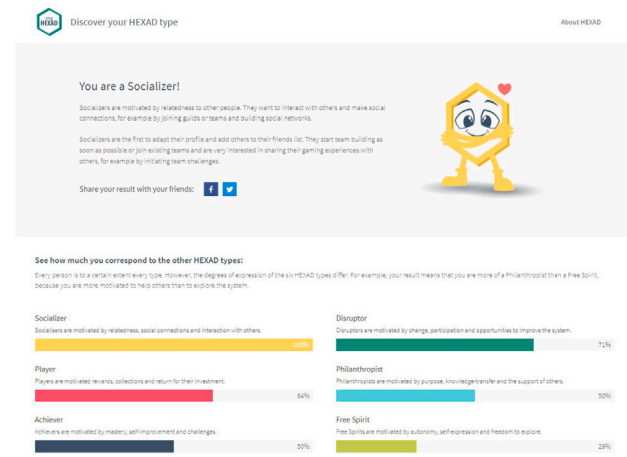 HEXAD
Discover your HEXAD type
About HEXAD
You are a Socializer!
Socializers are motivated by relatedness to other people. They want to interact with others and make social
connections, for example by joining guilds or teams and building social networks.
Socializers are the first to adapt their profile and add others to their friends list. They start team building as
soon as possible or join existing teams and are very interested in sharing their gaming experiences with
others, for example by initiating team challenges.
Share your result with your friends:
See how much you correspond to the other HEXAD types:
Every person is to a certain extent every type. However, the degrees of expression of the six HEXAD types differ. For example, your result means that you are more of a Philanthropist than a Free Spirit,
because you are more motivated to help others than to explore the system.
Socializer
Socialisers are motivated by relatedness, social connections and interaction with others.
100%
Disruptor
Disruptors are motivated by change, participation and opportunities to improve the system.
71%
Player
Players are motivated rewards, collections and return for their investment.
64%
Philanthropist
Philanthropists are motivated by purpose, knowledge-transfer and the support of others.
50%
Achiever
Achievers are motivated by mastery, self-improvement and challenges.
50%
Free Spirit
Free Spirits are motivated by autonomy, self-expression and freedom to explore.
29%